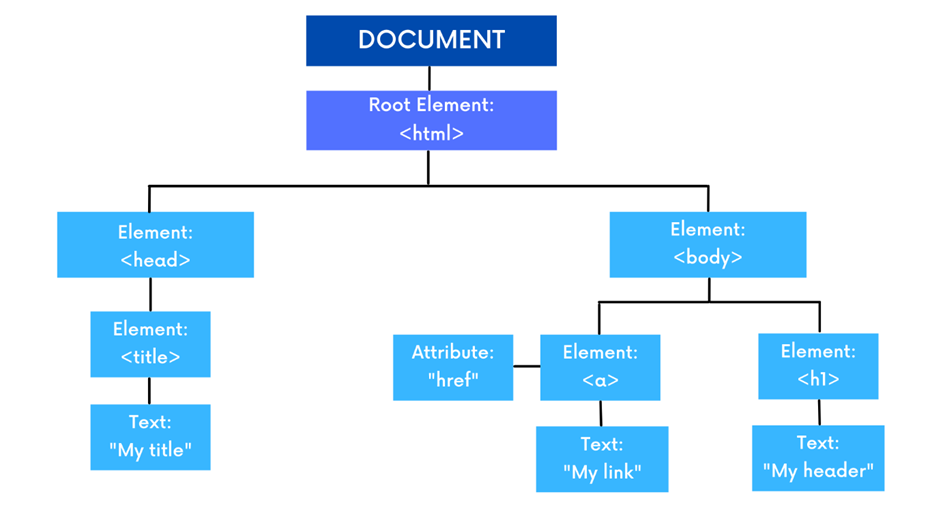 DOCUMENT
Root Element:
<html>
Element:
<head>
Element:
<body>
Element:
<title>
Attribute:
"href"
Element:
<a>
Element:
<h1>
Text:
"My title"
Text:
"My link"
Text:
"My header"